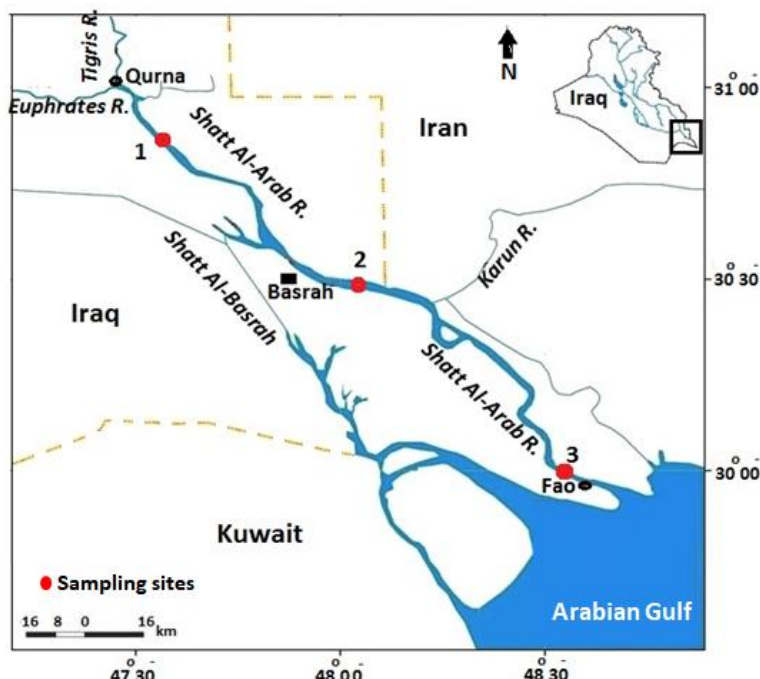 Tigris R.
Qurna
Euphrates R.
1
Shatt Al-Arab R.
N
Iran
Iraq
31° 00'
2
Basrah
Shatt Al-Basrah
Karun R.
30° 30'
Iraq
Shatt Al-Arab R.
3
Fao
30° 00'
Kuwait
Sampling sites
Arabian Gulf
16 8 0 16
km
47° 30' 48° 00' 48° 30'